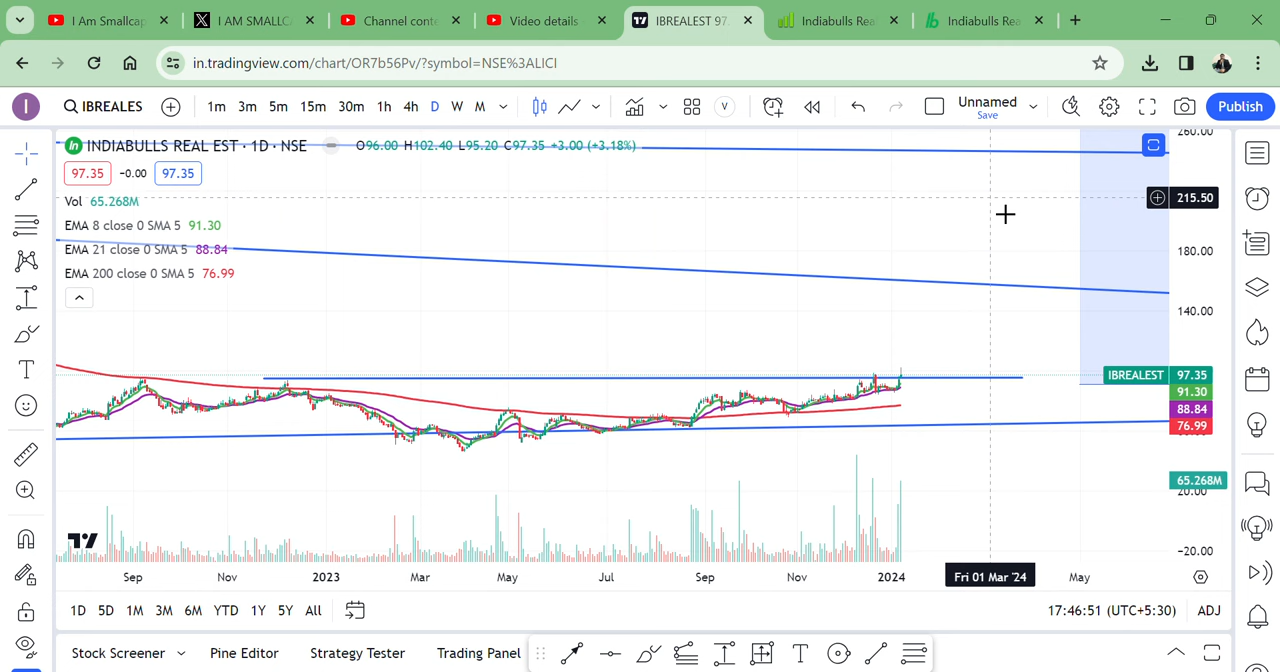 I Am Smallcap
I AM SMALLC
Channel conte
Video details
IBREALEST 97.
Indiabulls Rea
Indiabulls Rea
in.tradingview.com/chart/OR7b56Pv/?symbol=NSE%3ALICI
I
IBREALES
1m 3m 5m 15m 30m 1h 4h D W M
V
Unnamed
Save
Publish
INDIABULLS REAL EST · 1D · NSE
O96.00 H102.40 L95.20 C97.35 +3.00 (+3.18%)
97.35 -0.00 97.35
Vol 65.268M
EMA 8 close 0 SMA 5 91.30
EMA 21 close 0 SMA 5 88.84
EMA 200 close 0 SMA 5 76.99
260.00
215.50
180.00
140.00
IBREALEST 97.35
91.30
88.84
76.99
65.268M
20.00
-20.00
Sep Nov 2023 Mar May Jul Sep Nov 2024 Fri 01 Mar '24 May
1D 5D 1M 3M 6M YTD 1Y 5Y All
17:46:51 (UTC+5:30) ADJ
Stock Screener Pine Editor Strategy Tester Trading Panel